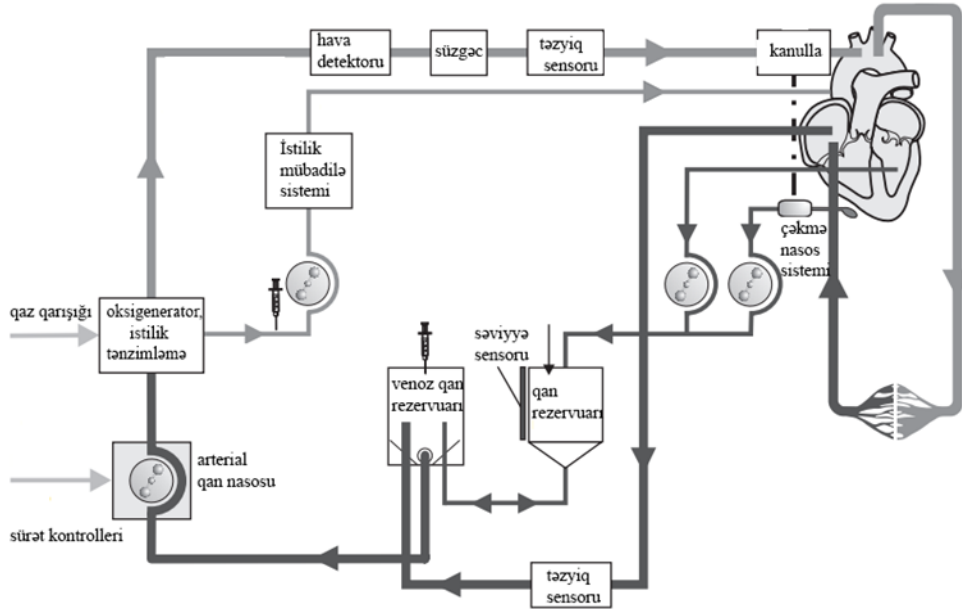 hava
detektoru
süzgəc
təzyiq
sensoru
kanulla
İstilik
mübadilə
sistemi
çəkmə
nasos
sistemi
qaz qarışığı
oksigenerator,
istilik
tənzimləmə
səviyyə
sensoru
venoz qan
rezervuarı
qan
rezervuarı
arterial
qan nasosu
sürət kontrolleri
təzyiq
sensoru